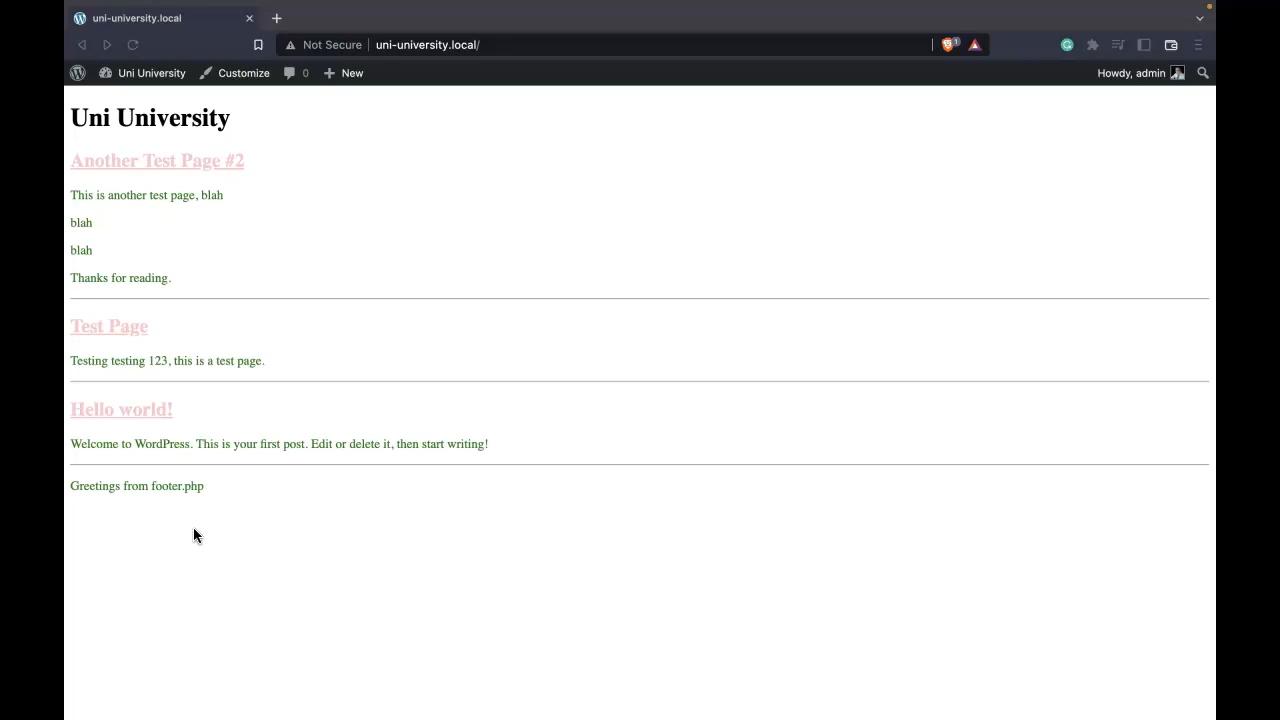 uni-university.local
Not Secure uni-university.local/ 1
Uni University Customize 0 New Howdy, admin
Uni University
Another Test Page #2
This is another test page, blah
blah
blah
Thanks for reading.
Test Page
Testing testing 123, this is a test page.
Hello world!
Welcome to WordPress. This is your first post. Edit or delete it, then start writing!
Greetings from footer.php